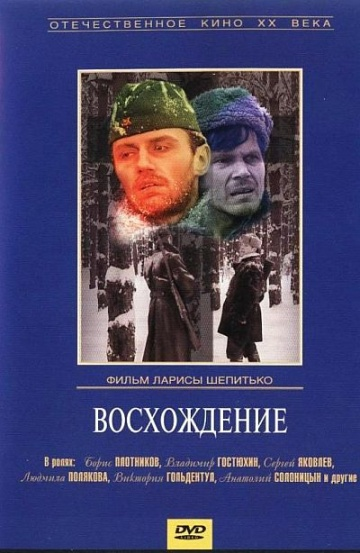 ОТЕЧЕСТВЕННОЕ КИНО XX ВЕКА
ФИЛЬМ ЛАРИСЫ ШЕПИТЬКО
ВОСХОЖДЕНИЕ
В ролях: Борис ПЛОТНИКОВ, Владимир ГОСТЮХИН, Сергей ЯКОВЛЕВ,
Людмила ПОЛЯКОВА, Виктория ГОЛЬДЕНТУЛ, Анатолий СОЛОНИЦЫН и другие
DVD
VIDEO